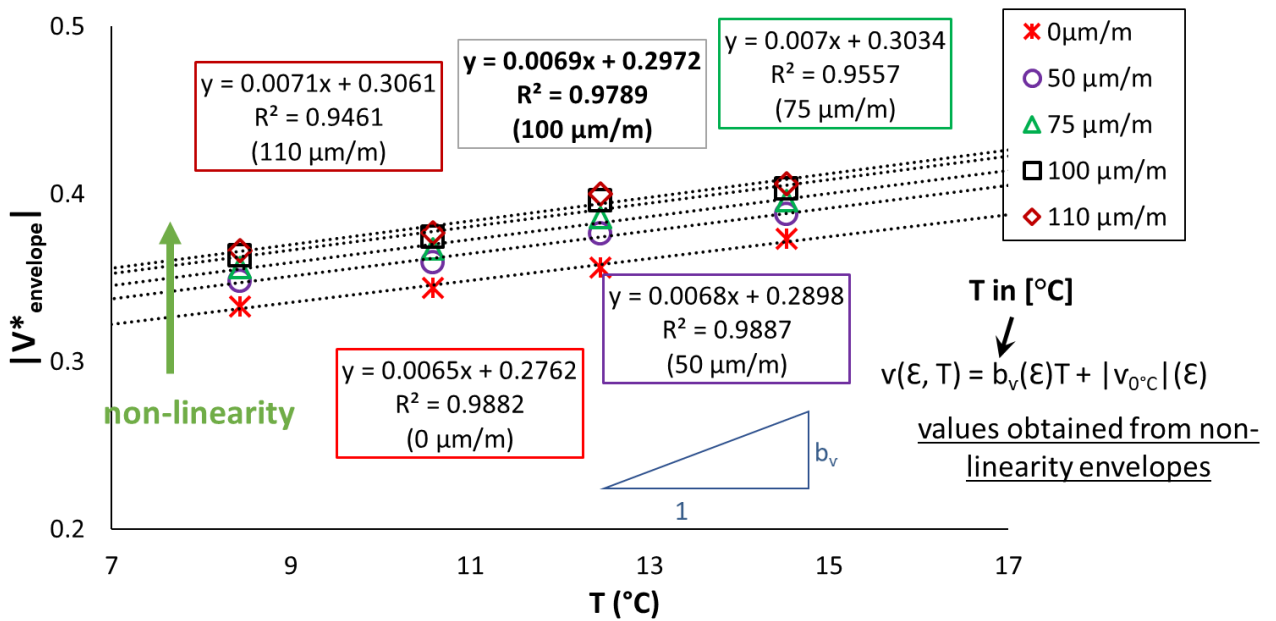 0.5
0.4
0.3
0.2
|V*envelope|
7
9
11
13
15
17
T (°C)
y = 0.0071x + 0.3061
R² = 0.9461
(110 µm/m)
y = 0.0069x + 0.2972
R² = 0.9789
(100 µm/m)
y = 0.007x + 0.3034
R² = 0.9557
(75 µm/m)
0µm/m
50 µm/m
75 µm/m
100 µm/m
110 µm/m
non-linearity
y = 0.0065x + 0.2762
R² = 0.9882
(0 µm/m)
y = 0.0068x + 0.2898
R² = 0.9887
(50 µm/m)
bv
1
T in [°C]
v(Ɛ, T) = bv(Ɛ)T + |v0°C|(Ɛ)
values obtained from non-
linearity envelopes